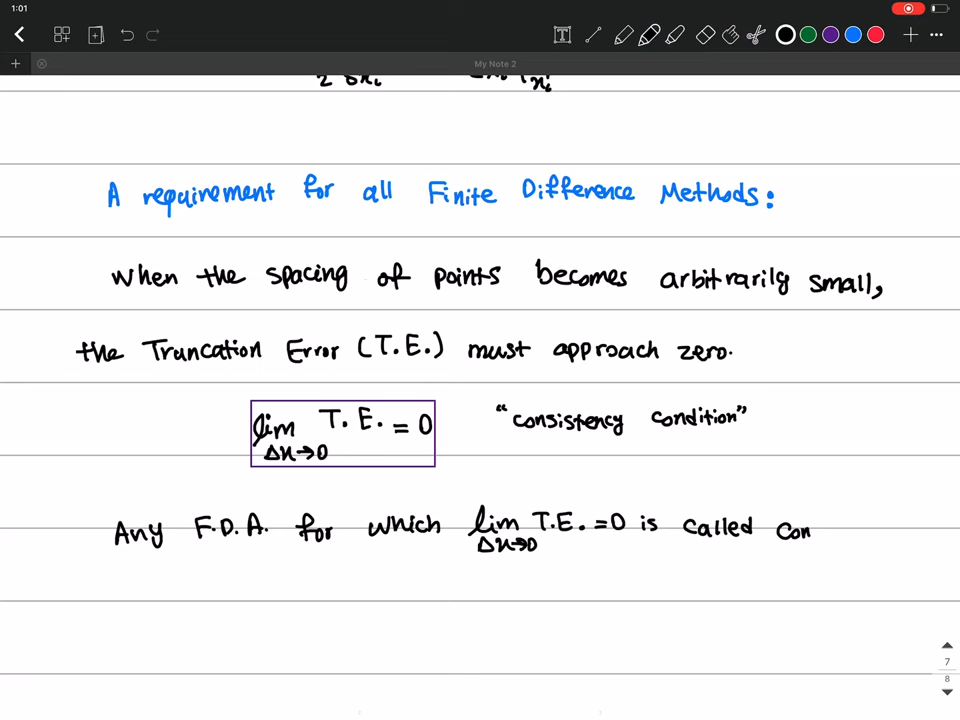 1:01
My Note 2
A requirement for all Finite Difference Methods:
when the spacing of points becomes arbitrarily small,
the Truncation Error (T.E.) must approach zero.
lim T.E. = 0 "consistency condition"
Δx→0
Any F.D.A. for which lim T.E. = 0 is called con
Δx→0
7
8